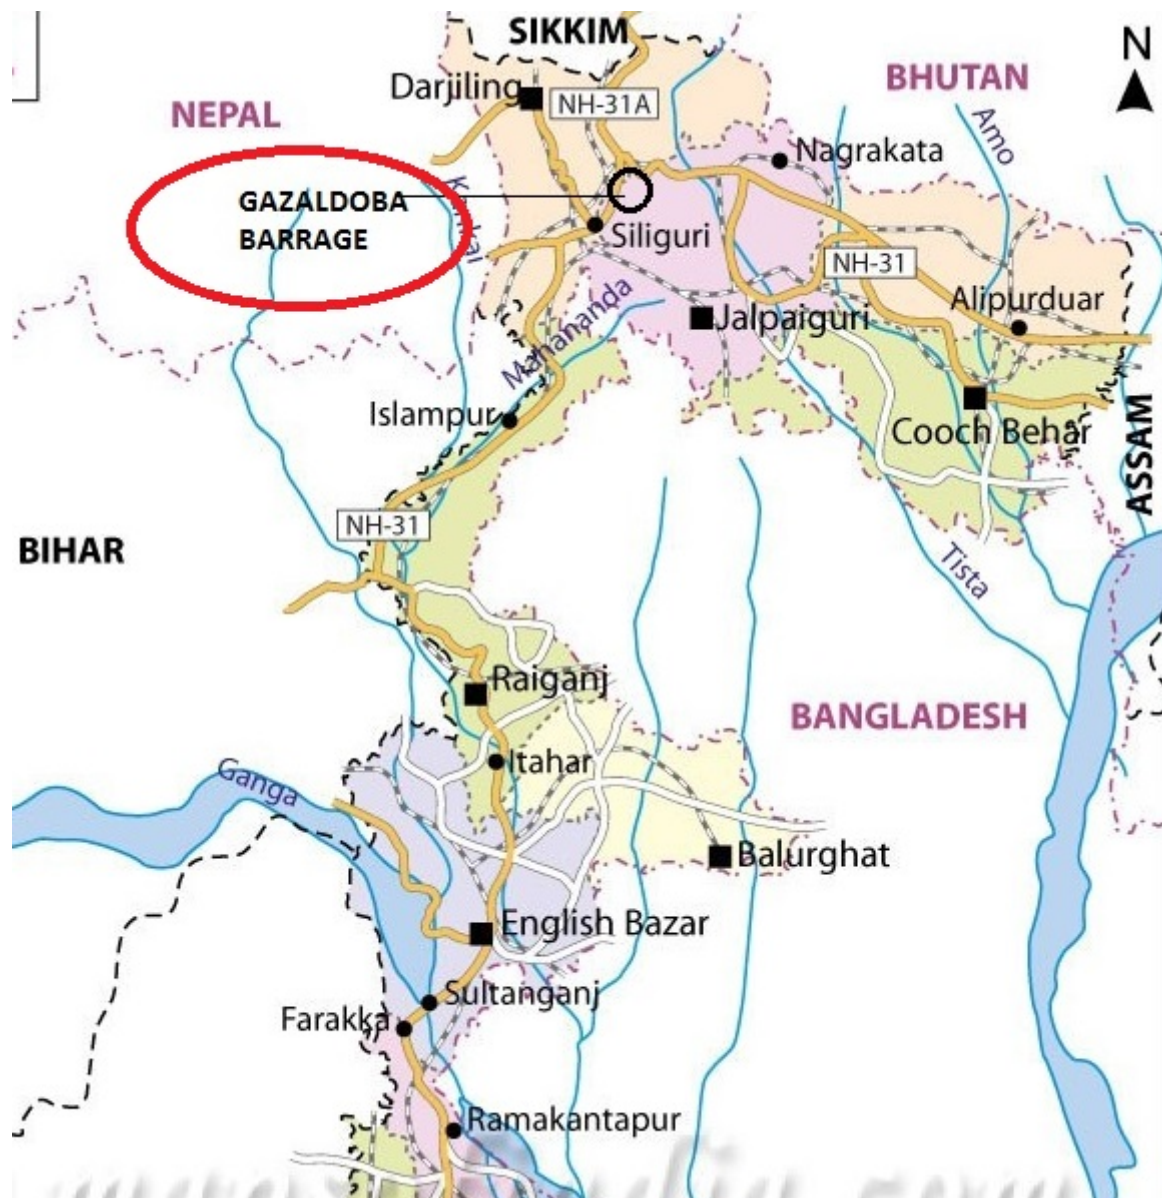 SIKKIM
Darjiling
NH-31A
NEPAL
BHUTAN
N
Amo
Nagrakata
GAZALDOBA
BARRAGE
Siliguri
NH-31
Mahananda
Jalpaiguri
Alipurduar
Islampur
Cooch Behar
ASSAM
NH-31
BIHAR
Tista
Raiganj
BANGLADESH
Itahar
Ganga
Balurghat
English Bazar
Sultanganj
Farakka
Ramakantapur